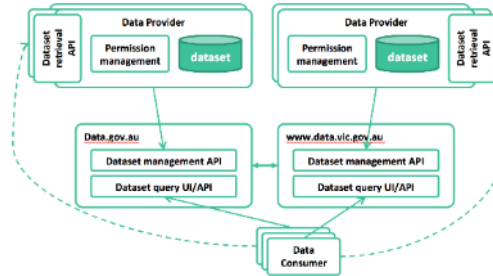 Data Provider
Dataset
retrieval
API
Permission
management
dataset
Data Provider
Permission
management
dataset
Dataset
retrieval
API
Data.gov.au
Dataset management API
Dataset query UI/API
www.data.vic.gov.au
Dataset management API
Dataset query UI/API
Data
Consumer